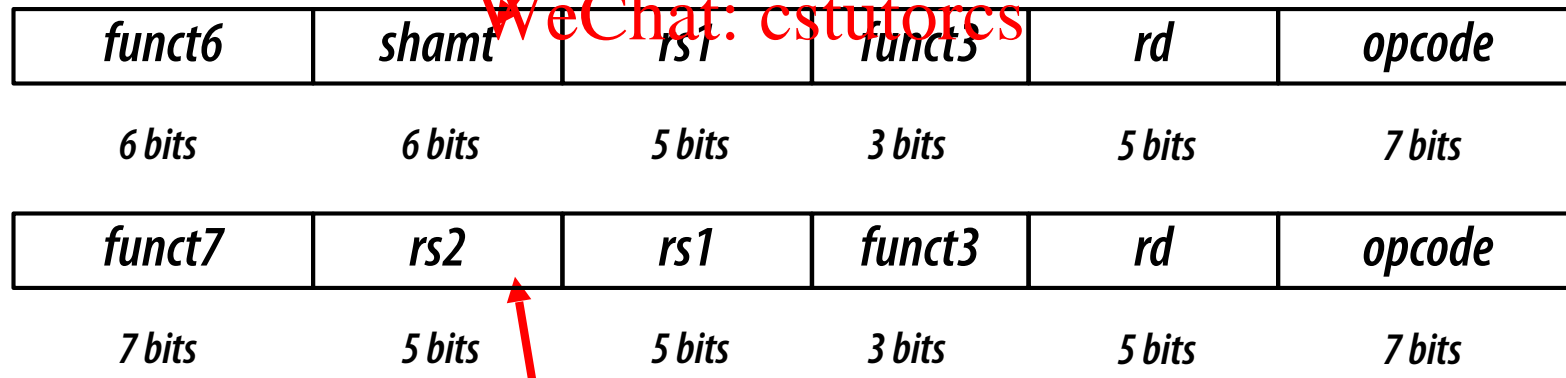 WeChat: cstutorcs
funct6 shamt rs1 funct3 rd opcode
6 bits 6 bits 5 bits 3 bits 5 bits 7 bits
funct7 rs2 rs1 funct3 rd opcode
7 bits 5 bits 5 bits 3 bits 5 bits 7 bits